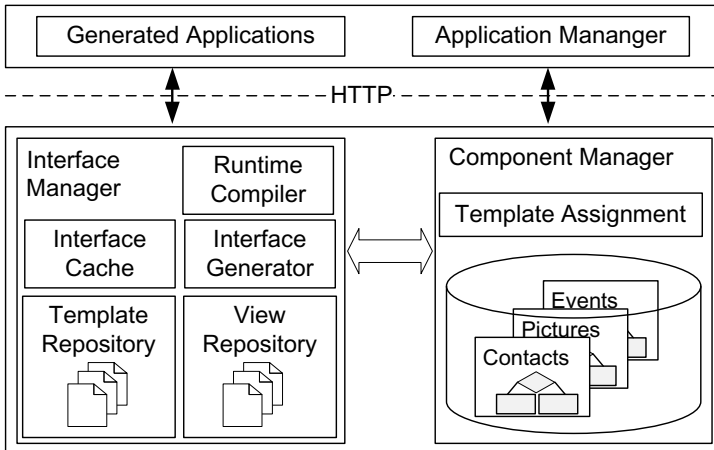 Generated Applications
Application Mananger
HTTP
Interface
Manager
Runtime
Compiler
Interface
Cache
Interface
Generator
Template
Repository
View
Repository
Component Manager
Template Assignment
Events
Pictures
Contacts